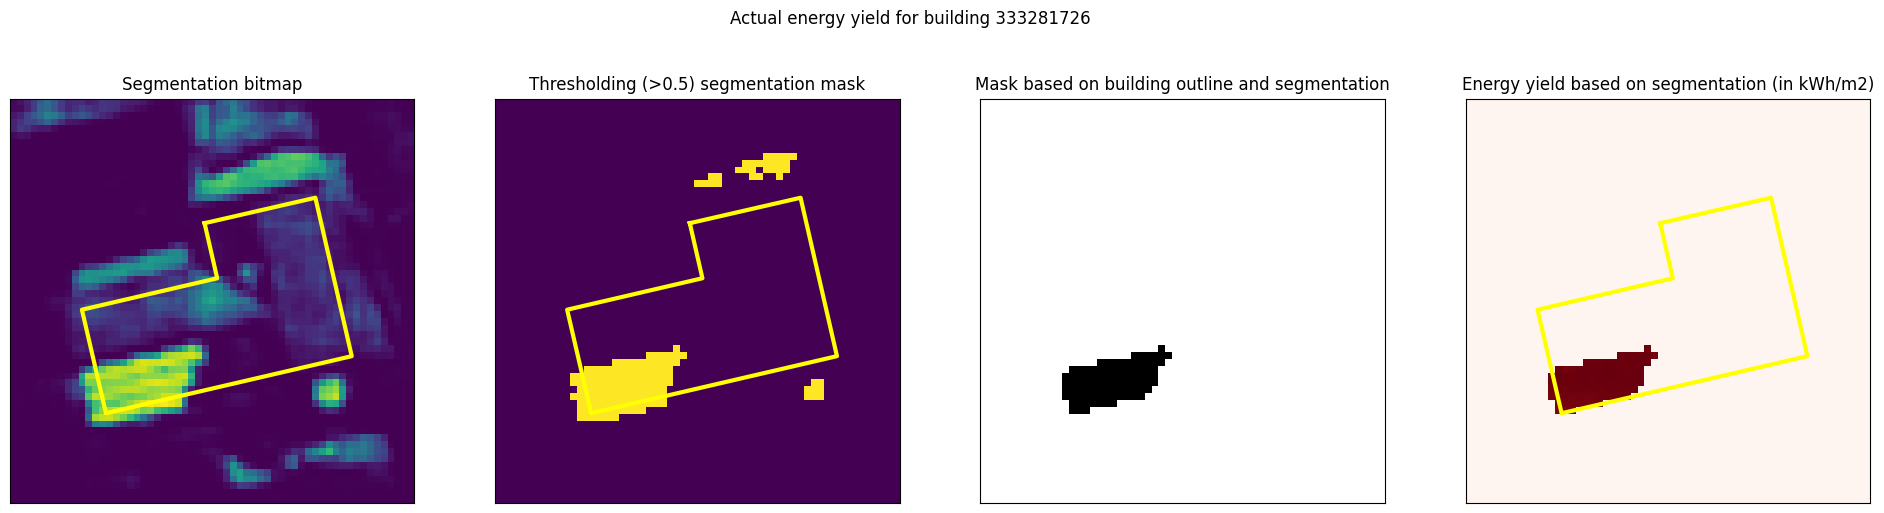 Actual energy yield for building 333281726
Segmentation bitmap
Thresholding (>0.5) segmentation mask
Mask based on building outline and segmentation
Energy yield based on segmentation (in kWh/m2)